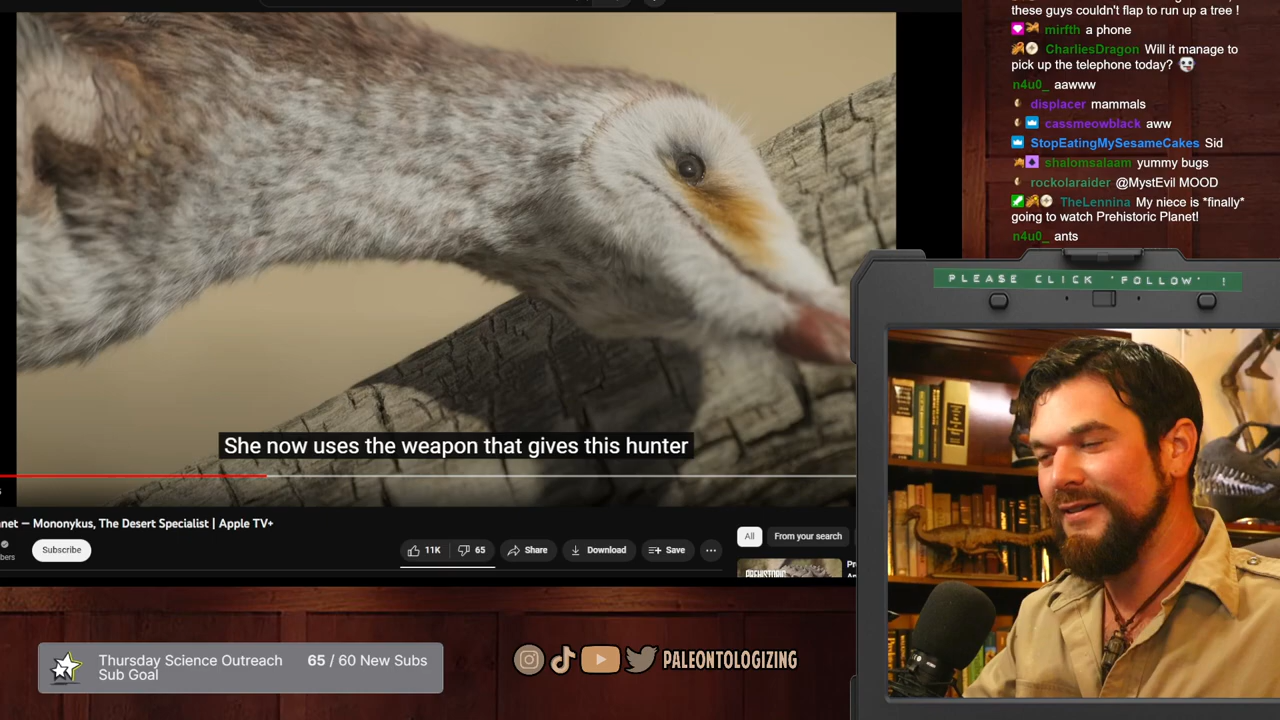 these guys couldn't flap to run up a tree !
mirfth a phone
CharliesDragon Will it manage to
pick up the telephone today?
n4u0_ aawww
displacer mammals
cassmeowblack aww
StopEatingMySesameCakes Sid
shalomsalaam yummy bugs
rockolaraider @MystEvil MOOD
TheLennina My niece is *finally*
going to watch Prehistoric Planet!
n4u0_ ants
PLEASE CLICK 'FOLLOW' !
She now uses the weapon that gives this hunter
net — Mononykus, The Desert Specialist | Apple TV+
bers
Subscribe
11K
65
Share
Download
Save
All
From your search
Thursday Science Outreach
Sub Goal
65 / 60 New Subs
PALEONTOLOGIZING